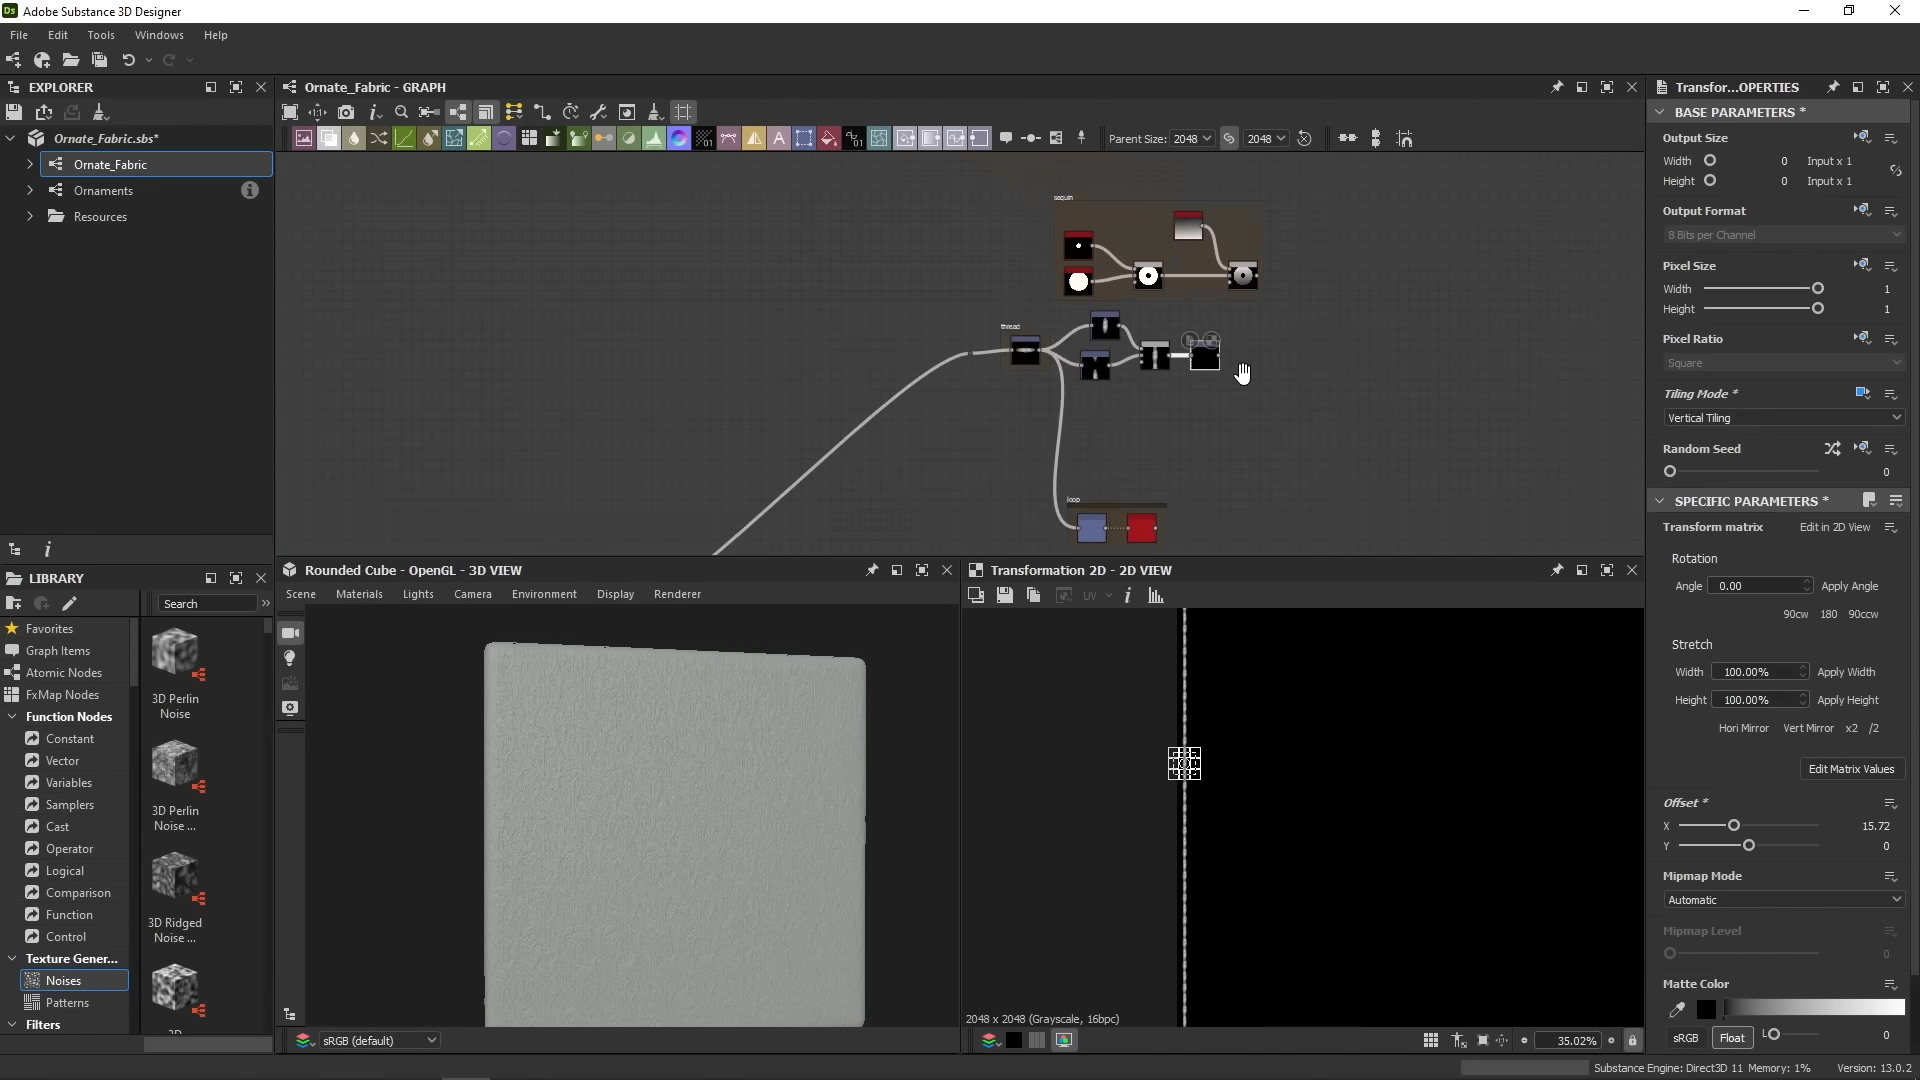 Ds Adobe Substance 3D Designer
File Edit Tools Windows Help
EXPLORER
Ornate_Fabric.sbs*
Ornate_Fabric
Ornaments
Resources
Ornate_Fabric - GRAPH
Parent Size: 2048 2048
sequin
thread
loop
LIBRARY
Search
Favorites
Graph Items
Atomic Nodes
FxMap Nodes
Function Nodes
Constant
Vector
Variables
Samplers
Cast
Operator
Logical
Comparison
Function
Control
Texture Gener...
Noises
Patterns
Filters
3D Perlin
Noise
3D Perlin
Noise ...
3D Ridged
Noise ...
3D
Rounded Cube - OpenGL - 3D VIEW
Scene Materials Lights Camera Environment Display Renderer
sRGB (default)
Transformation 2D - 2D VIEW
UV
2048 x 2048 (Grayscale, 16bpc)
35.02%
Transfor...OPERTIES
BASE PARAMETERS *
Output Size
Width 0 Input x 1
Height 0 Input x 1
Output Format
8 Bits per Channel
Pixel Size
Width 1
Height 1
Pixel Ratio
Square
Tiling Mode *
Vertical Tiling
Random Seed
0
SPECIFIC PARAMETERS *
Transform matrix Edit in 2D View
Rotation
Angle 0.00 Apply Angle
90cw 180 90ccw
Stretch
Width 100.00% Apply Width
Height 100.00% Apply Height
Hori Mirror Vert Mirror x2 /2
Edit Matrix Values
Offset *
X 15.72
Y 0
Mipmap Mode
Automatic
Mipmap Level
0
Matte Color
sRGB Float L 0
Substance Engine: Direct3D 11 Memory: 1% Version: 13.0.2